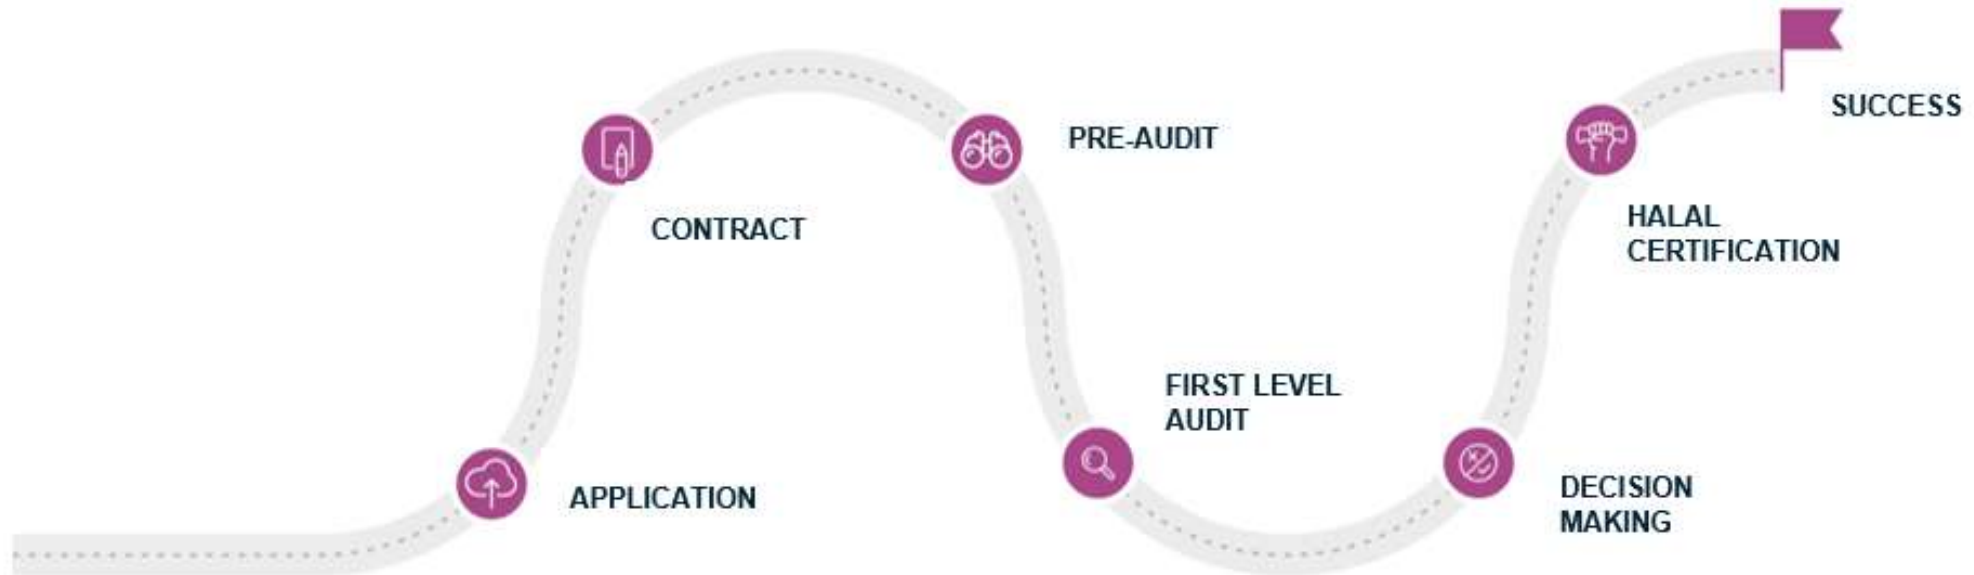 APPLICATION
CONTRACT
PRE-AUDIT
FIRST LEVEL
AUDIT
DECISION
MAKING
HALAL
CERTIFICATION
SUCCESS